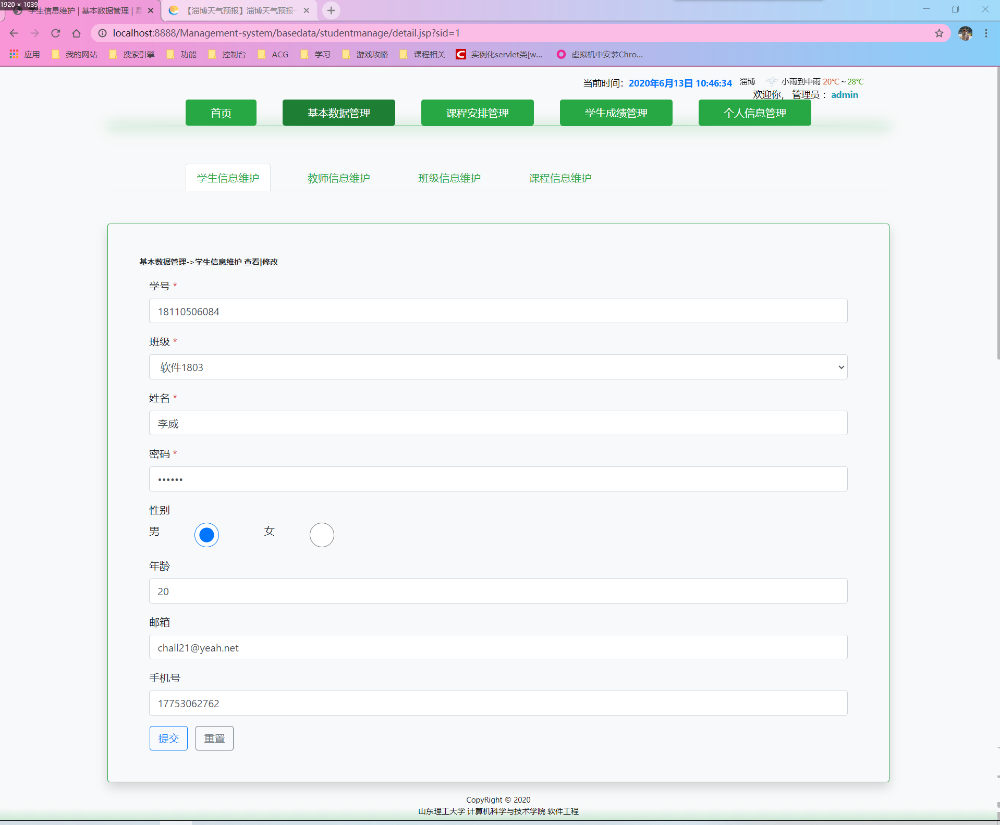 1920 × 1039
学生信息维护 | 基本数据管理 |
【淄博天气预报】淄博天气预报
localhost:8888/Management-system/basedata/studentmanage/detail.jsp?sid=1
应用 我的网站 搜索引擎 功能 控制台 ACG 学习 游戏攻略 课程相关 实例化servlet类[w... 虚拟机中安装Chro...
当前时间：2020年6月13日 10:46:34 淄博 小雨到中雨 20℃ ~ 28℃
欢迎你， 管理员 ： admin
首页 基本数据管理 课程安排管理 学生成绩管理 个人信息管理
学生信息维护 教师信息维护 班级信息维护 课程信息维护
基本数据管理->学生信息维护 查看|修改
学号 *
18110506084
班级 *
软件1803
姓名 *
李威
密码 *
••••••
性别
男 女
年龄
20
邮箱
chall21@yeah.net
手机号
17753062762
提交 重置
CopyRight © 2020
山东理工大学 计算机科学与技术学院 软件工程